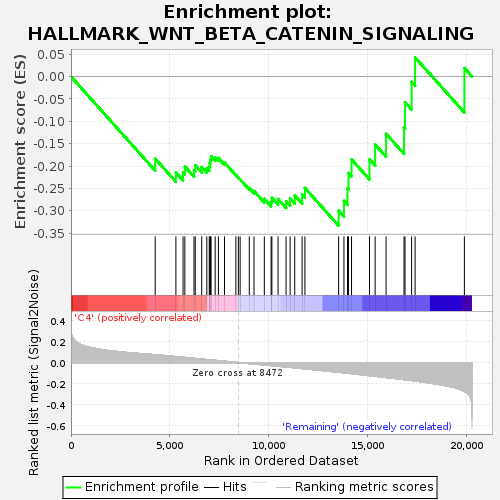 Enrichment plot:
HALLMARK_WNT_BETA_CATENIN_SIGNALING
Enrichment score (ES)
0.05
0.00
-0.05
-0.10
-0.15
-0.20
-0.25
-0.30
-0.35
'C4' (positively correlated)
Ranked list metric (Signal2Noise)
0.4
0.2
0.0
-0.2
-0.4
-0.6
Zero cross at 8472
'Remaining' (negatively correlated)
0
5,000
10,000
15,000
20,000
Rank in Ordered Dataset
Enrichment profile
Hits
Ranking metric scores